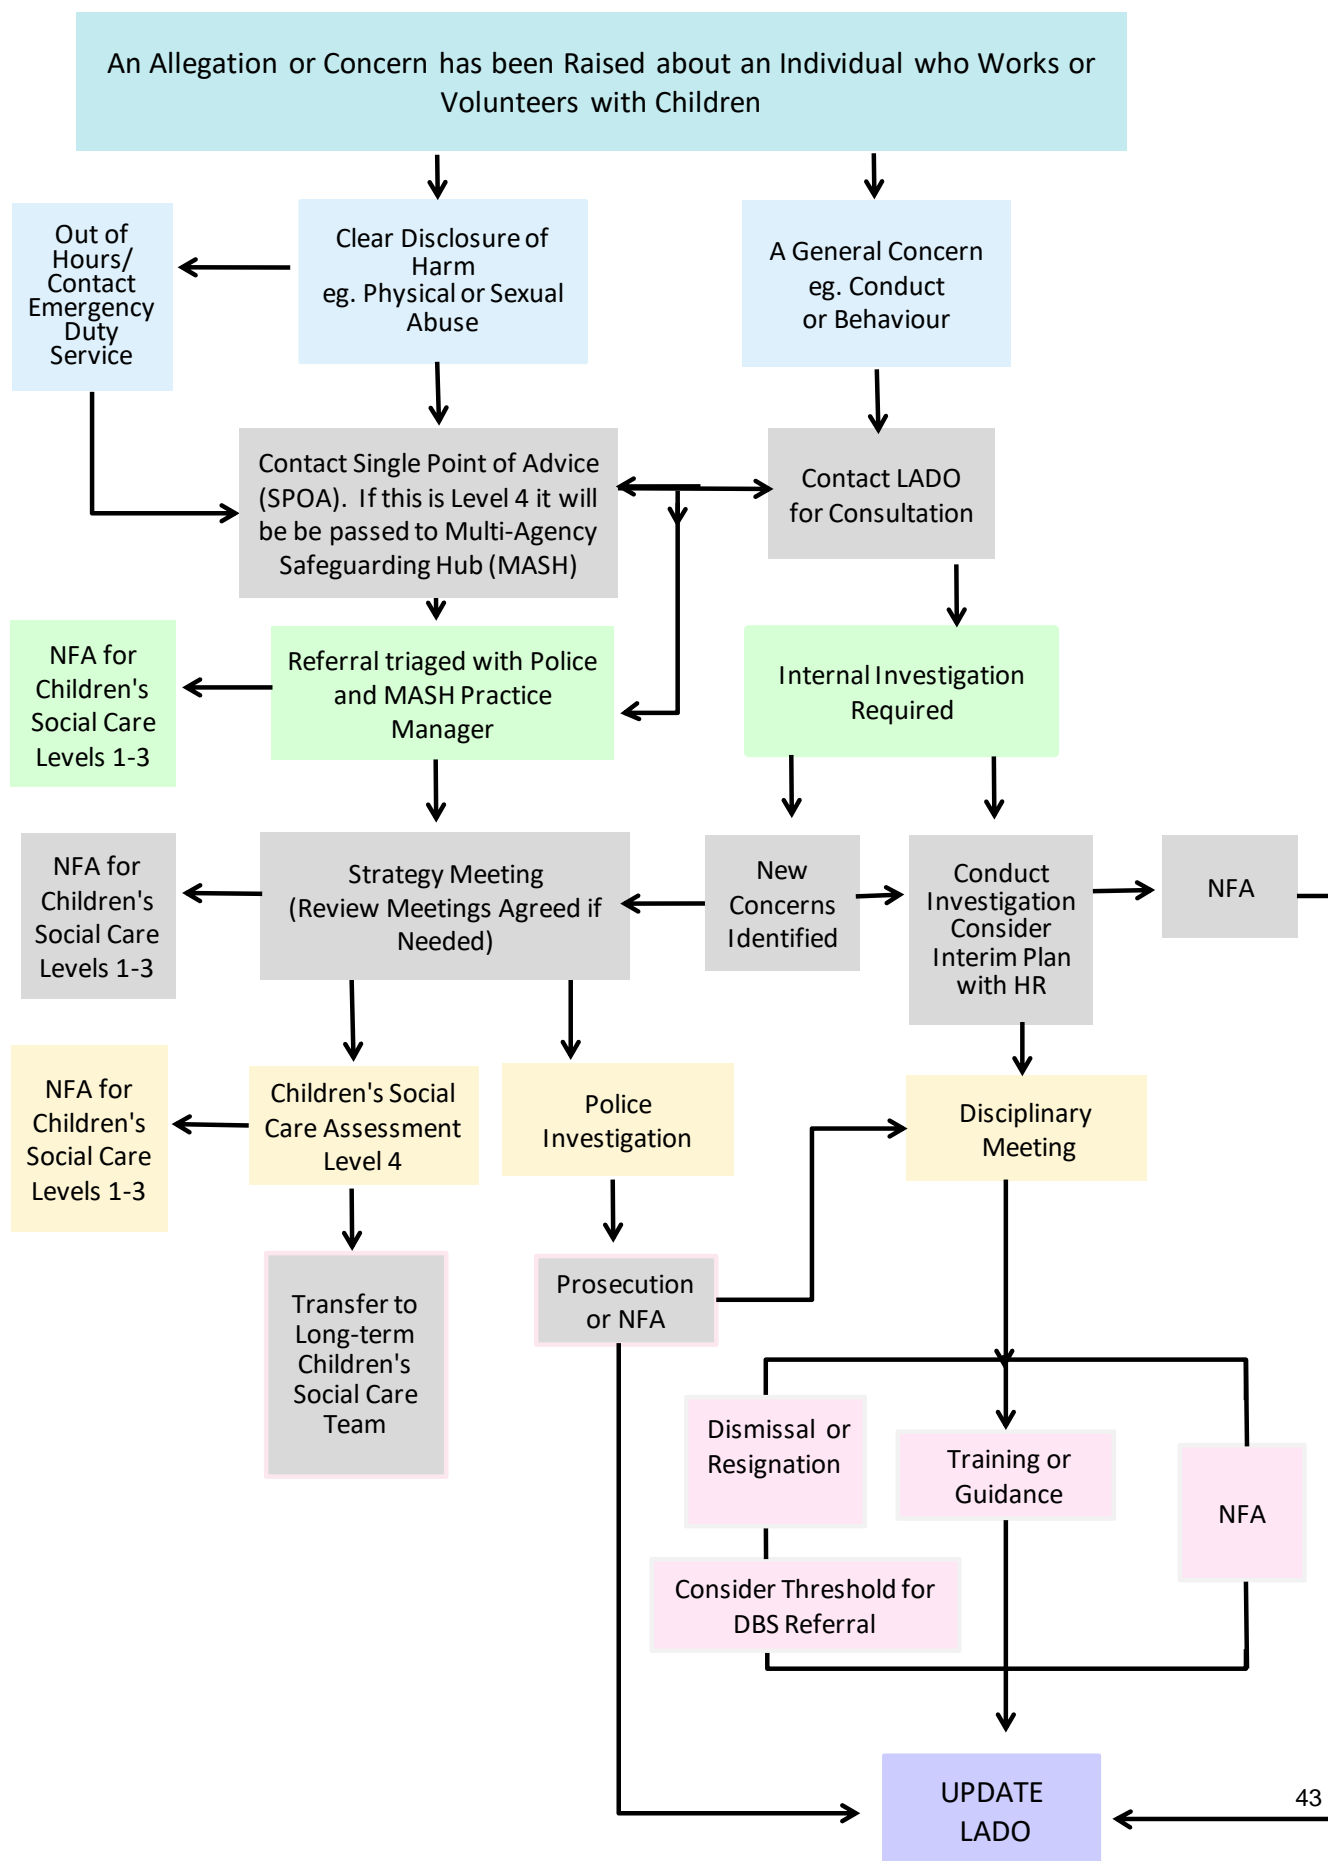 An Allegation or Concern has been Raised about an Individual who Works or
Volunteers with Children
Out of
Hours/
Contact
Emergency
Duty
Service
Clear Disclosure of
Harm
eg. Physical or Sexual
Abuse
A General Concern
eg. Conduct
or Behaviour
Contact Single Point of Advice
(SPOA). If this is Level 4 it will
be be passed to Multi-Agency
Safeguarding Hub (MASH)
Contact LADO
for Consultation
NFA for
Children's
Social Care
Levels 1-3
Referral triaged with Police
and MASH Practice
Manager
Internal Investigation
Required
NFA for
Children's
Social Care
Levels 1-3
Strategy Meeting
(Review Meetings Agreed if
Needed)
New
Concerns
Identified
Conduct
Investigation
Consider
Interim Plan
with HR
NFA
NFA for
Children's
Social Care
Levels 1-3
Children's Social
Care Assessment
Level 4
Police
Investigation
Disciplinary
Meeting
Transfer to
Long-term
Children's
Social Care
Team
Prosecution
or NFA
Dismissal or
Resignation
Training or
Guidance
NFA
Consider Threshold for
DBS Referral
UPDATE
LADO
43